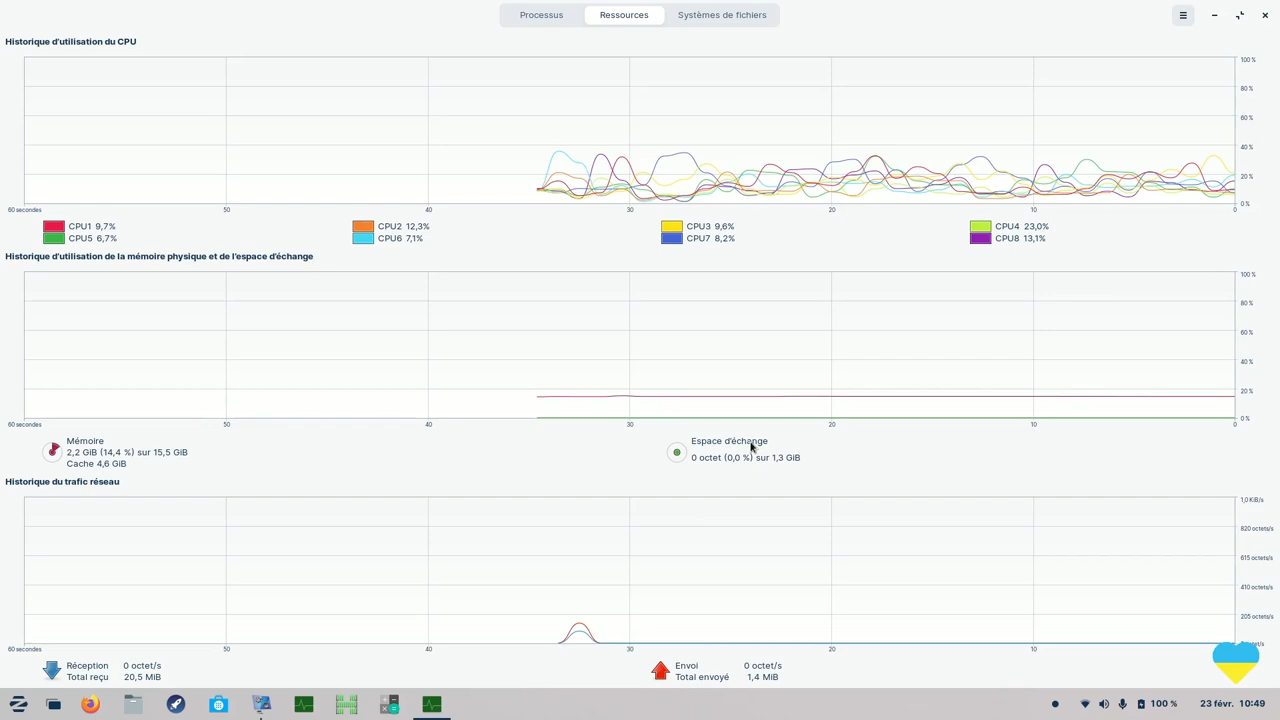 Processus Ressources Systèmes de fichiers
Historique d'utilisation du CPU
100 %
80 %
60 %
40 %
20 %
0 %
60 secondes 50 40 30 20 10 0
CPU1 9,7% CPU2 12,3% CPU3 9,6% CPU4 23,0%
CPU5 6,7% CPU6 7,1% CPU7 8,2% CPU8 13,1%
Historique d'utilisation de la mémoire physique et de l'espace d'échange
100 %
80 %
60 %
40 %
20 %
0 %
60 secondes 50 40 30 20 10 0
Mémoire Espace d'échange
2,2 GiB (14,4 %) sur 15,5 GiB 0 octet (0,0 %) sur 1,3 GiB
Cache 4,6 GiB
Historique du trafic réseau
1,0 KiB/s
820 octets/s
615 octets/s
410 octets/s
205 octets/s
60 secondes 50 40 30 20 10
Réception 0 octet/s Envoi 0 octet/s
Total reçu 20,5 MiB Total envoyé 1,4 MiB
100 % 23 févr. 10:49